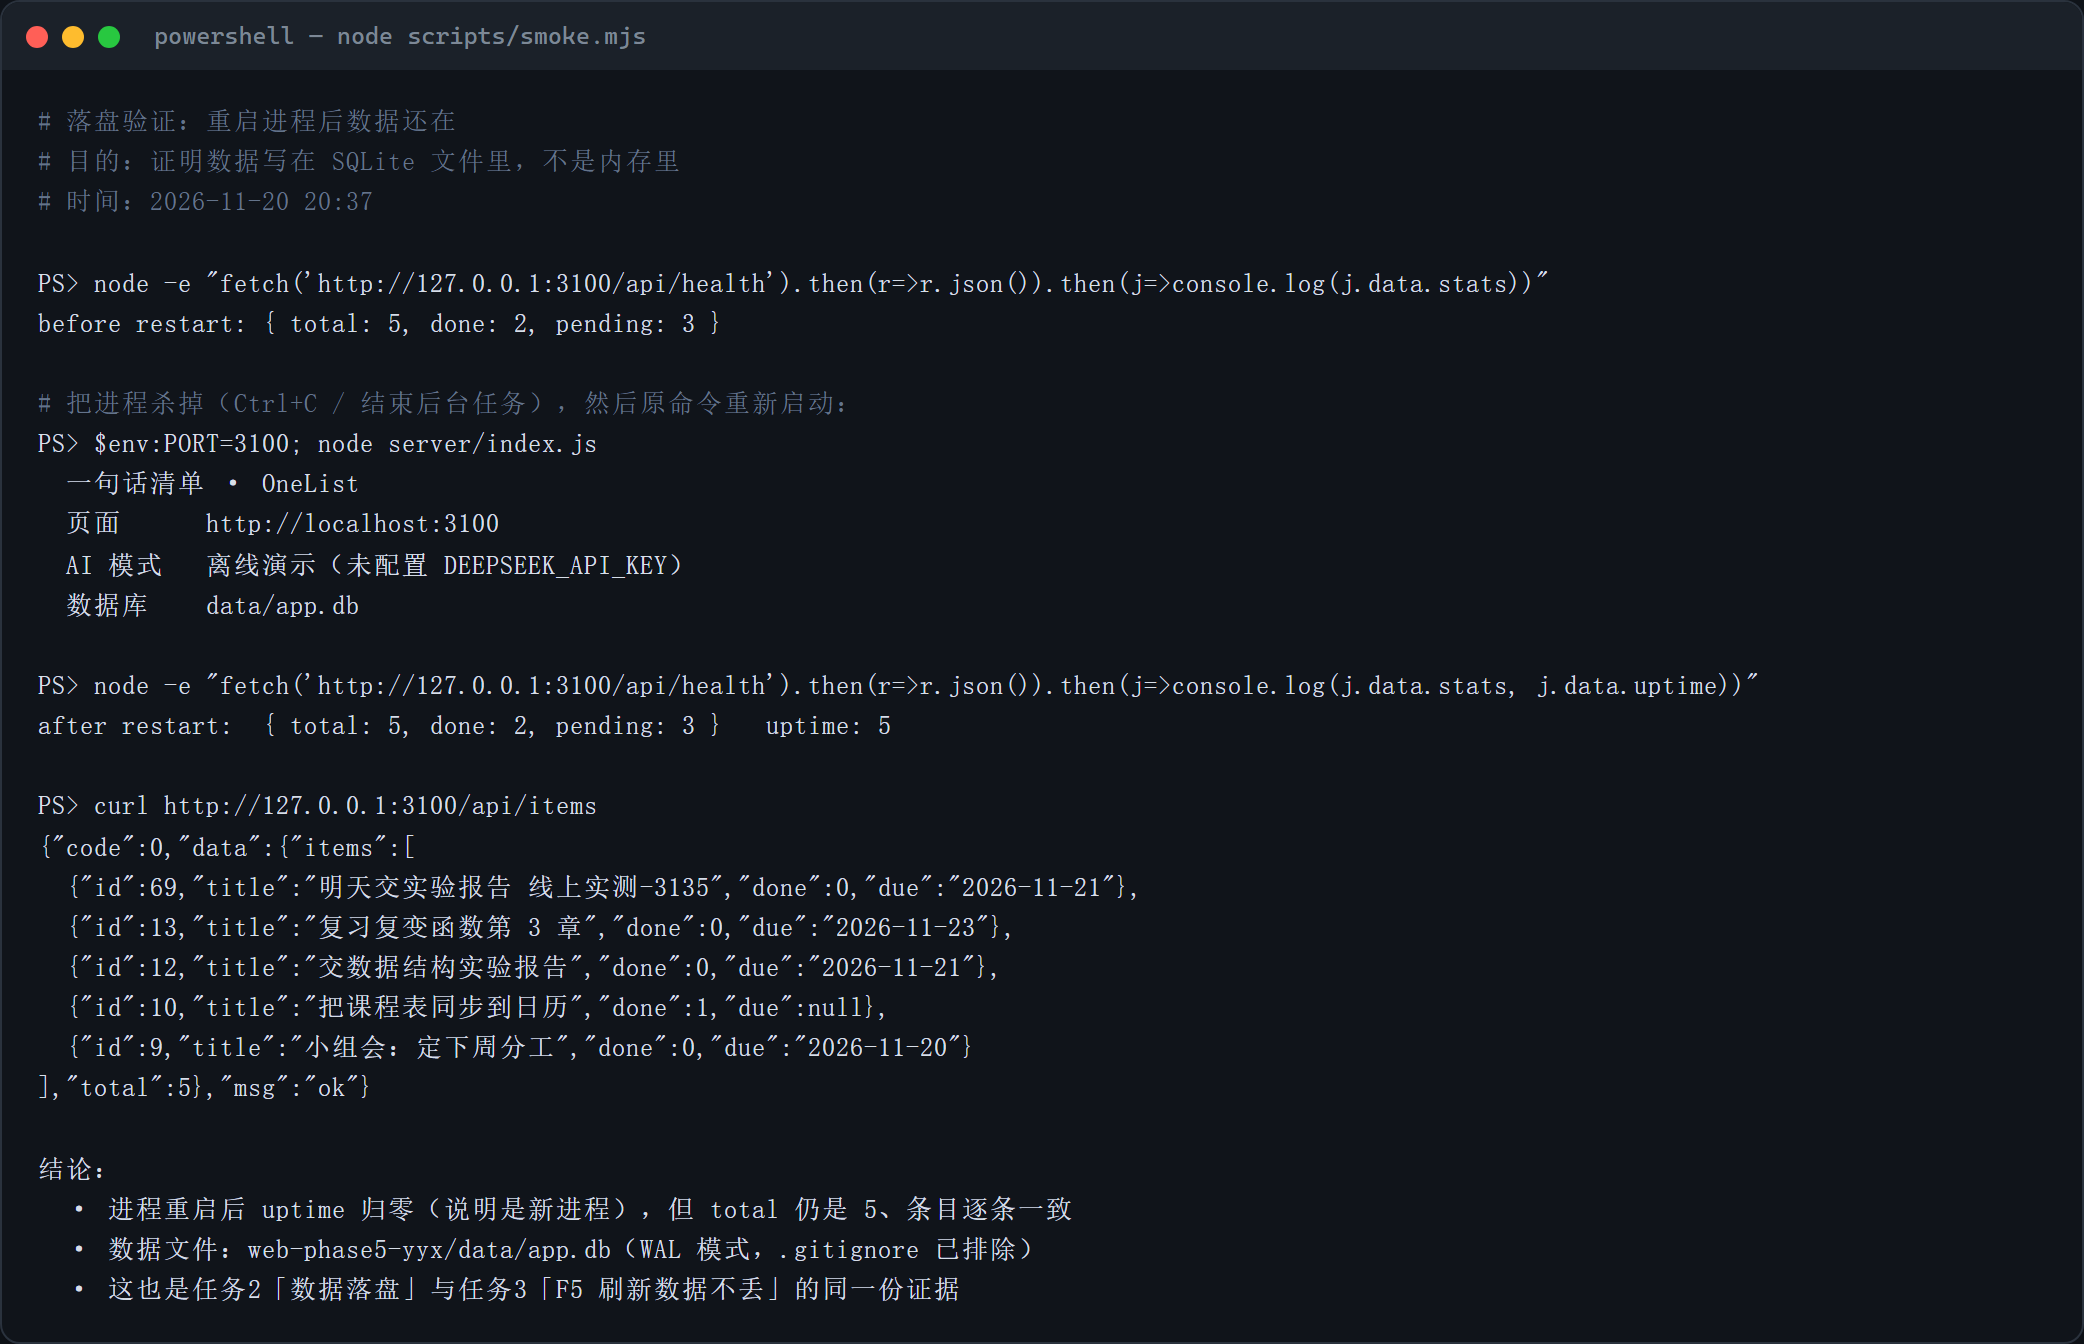 powershell — node scripts/smoke.mjs
# 落盘验证：重启进程后数据还在
# 目的：证明数据写在 SQLite 文件里，不是内存里
# 时间：2026-11-20 20:37
PS> node -e "fetch('http://127.0.0.1:3100/api/health').then(r=>r.json()).then(j=>console.log(j.data.stats))"
before restart: { total: 5, done: 2, pending: 3 }
# 把进程杀掉（Ctrl+C / 结束后台任务），然后原命令重新启动：
PS> $env:PORT=3100; node server/index.js
一句话清单 · OneList
页面 http://localhost:3100
AI 模式 离线演示（未配置 DEEPSEEK_API_KEY）
数据库 data/app.db
PS> node -e "fetch('http://127.0.0.1:3100/api/health').then(r=>r.json()).then(j=>console.log(j.data.stats, j.data.uptime))"
after restart: { total: 5, done: 2, pending: 3 } uptime: 5
PS> curl http://127.0.0.1:3100/api/items
{"code":0,"data":{"items":[
{"id":69,"title":"明天交实验报告 线上实测-3135","done":0,"due":"2026-11-21"},
{"id":13,"title":"复习复变函数第 3 章","done":0,"due":"2026-11-23"},
{"id":12,"title":"交数据结构实验报告","done":0,"due":"2026-11-21"},
{"id":10,"title":"把课程表同步到日历","done":1,"due":null},
{"id":9,"title":"小组会：定下周分工","done":0,"due":"2026-11-20"}
],"total":5},"msg":"ok"}
结论：
· 进程重启后 uptime 归零（说明是新进程），但 total 仍是 5、条目逐条一致
· 数据文件：web-phase5-yyx/data/app.db（WAL 模式，.gitignore 已排除）
· 这也是任务2「数据落盘」与任务3「F5 刷新数据不丢」的同一份证据